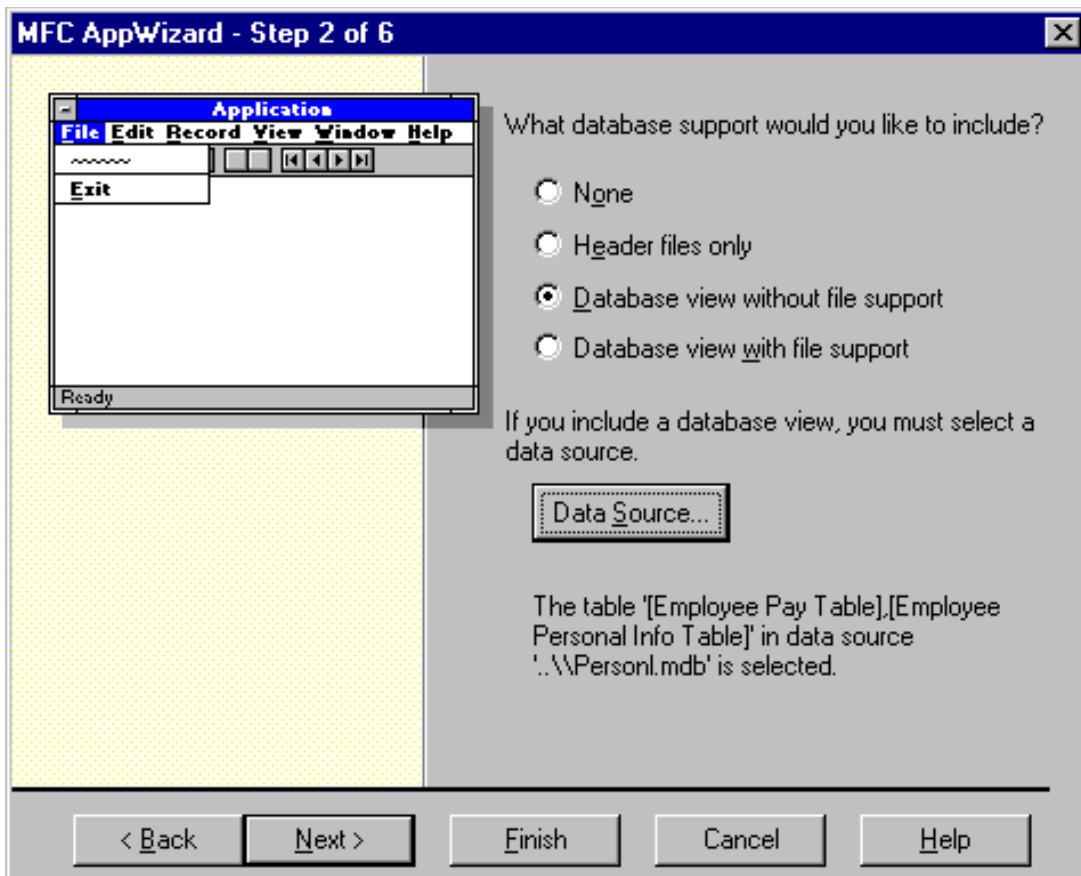 MFC AppWizard - Step 2 of 6
Application
File Edit Record View Window Help
Exit
Ready
What database support would you like to include?
None
Header files only
Database view without file support
Database view with file support
If you include a database view, you must select a
data source.
Data Source...
The table '[Employee Pay Table],[Employee
Personal Info Table]' in data source
'..\\Personl.mdb' is selected.
< Back
Next >
Finish
Cancel
Help